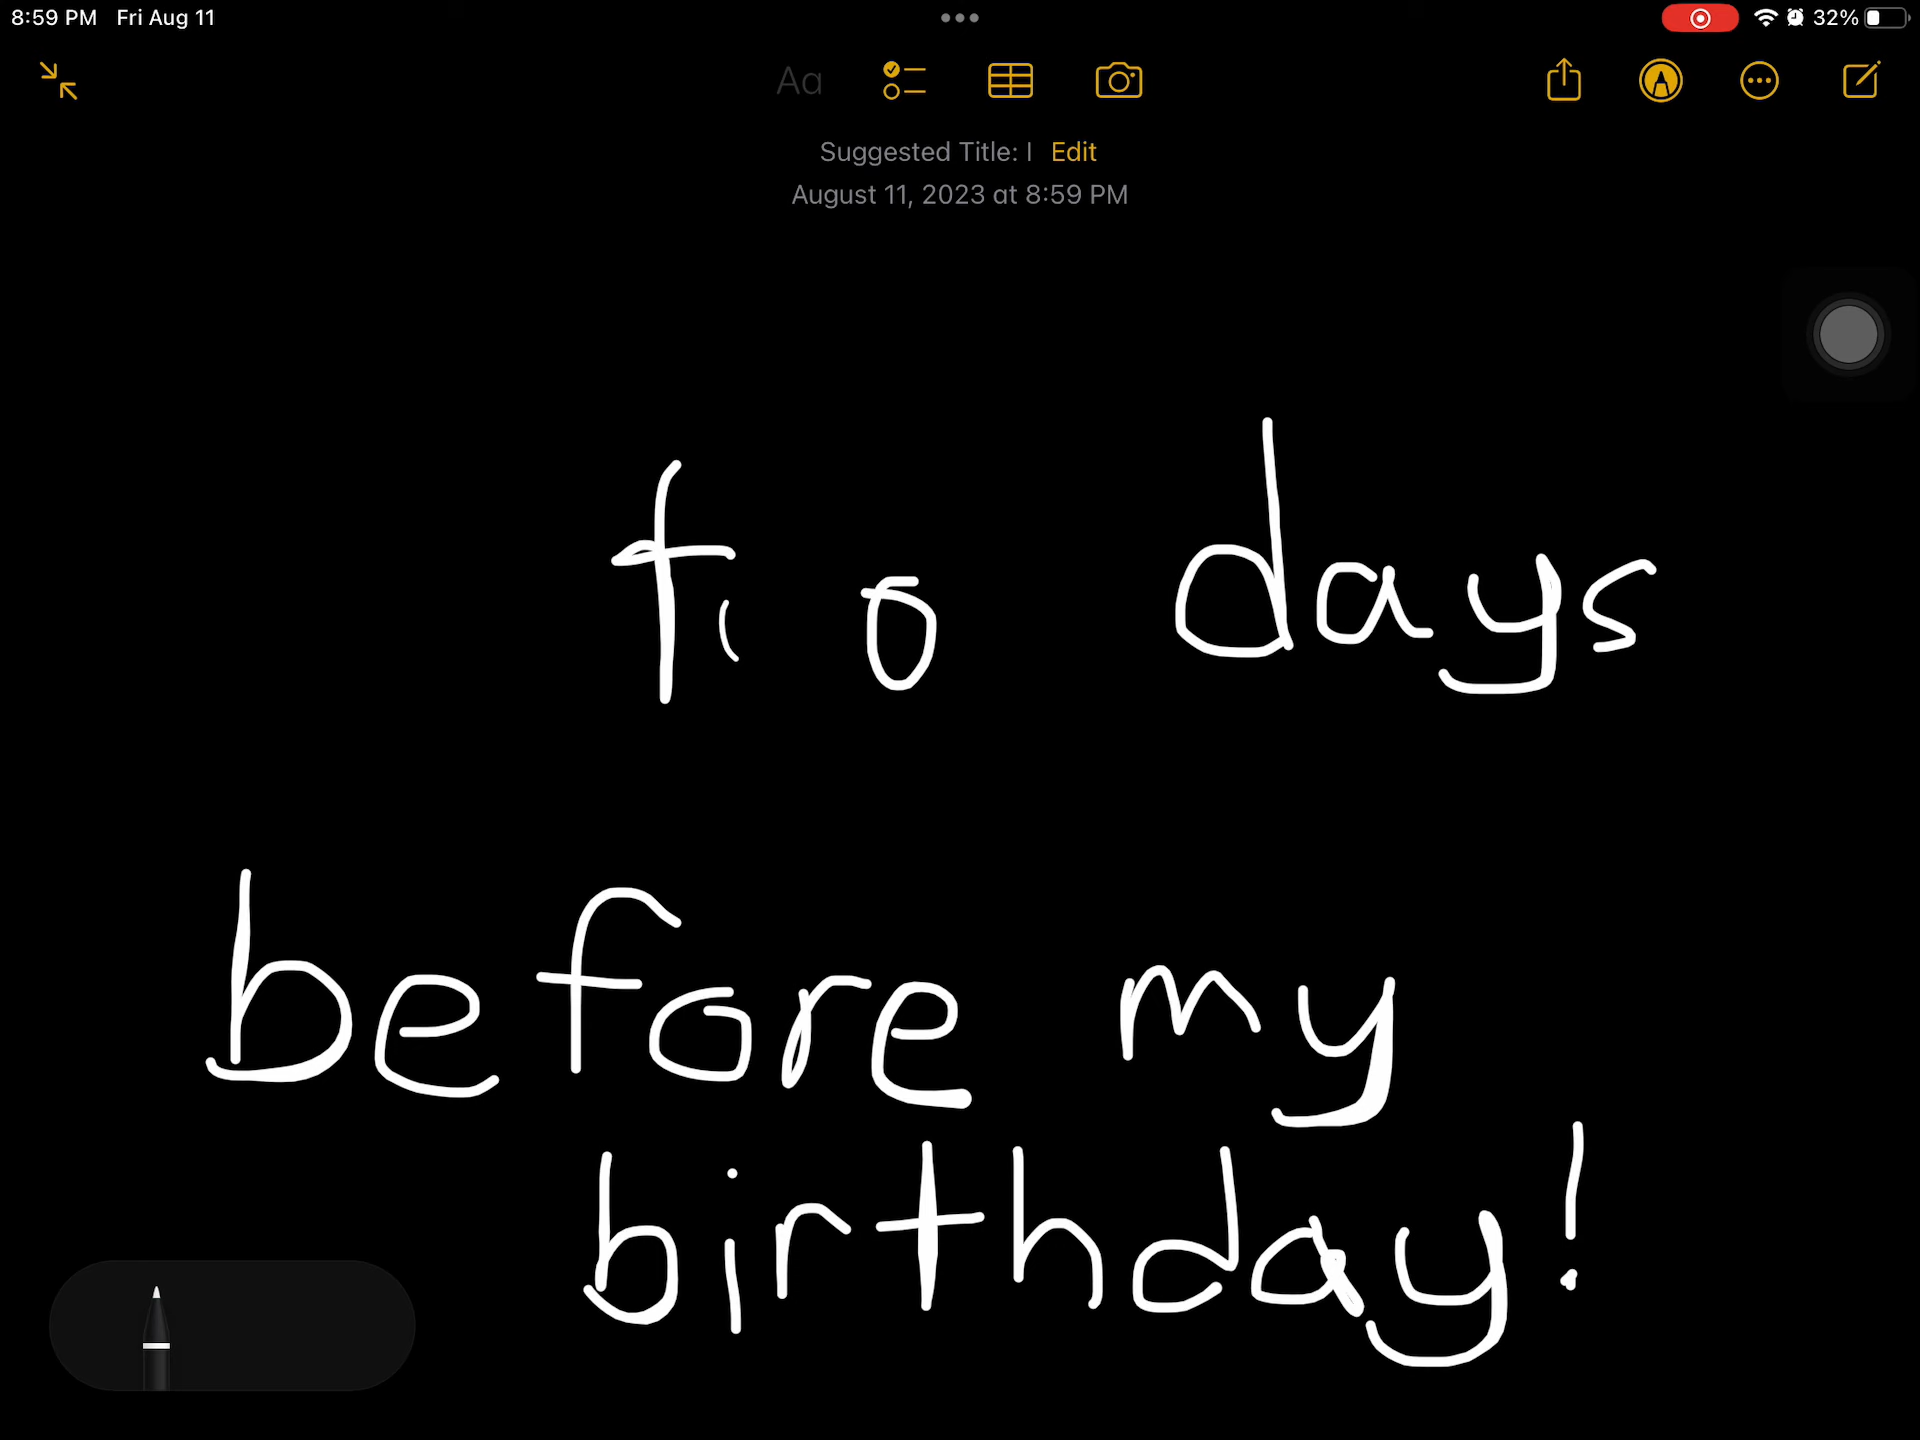 8:59 PM Fri Aug 11 32%
Aa
Suggested Title: I Edit
August 11, 2023 at 8:59 PM
days
before my
birthday!